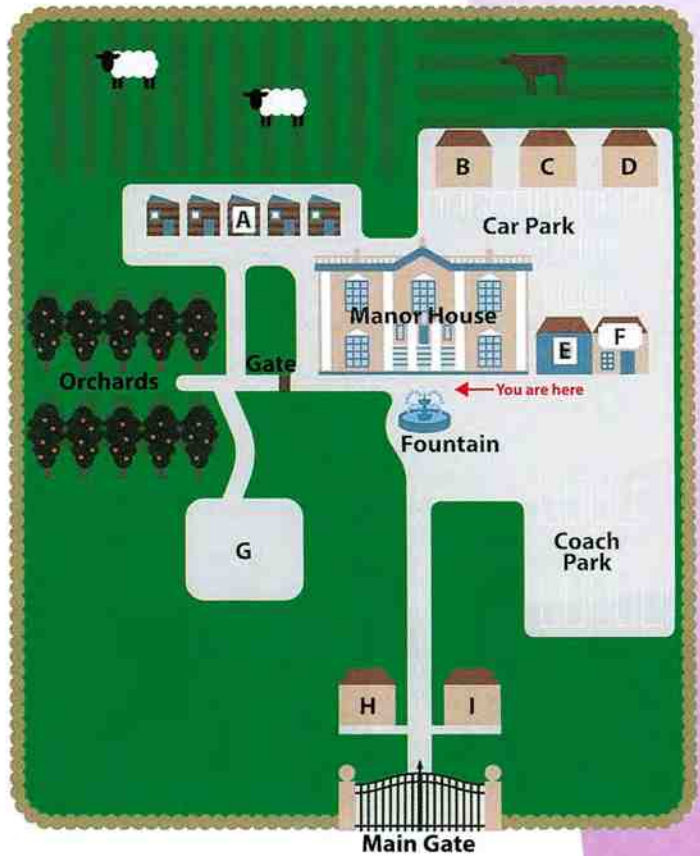 B
C
D
A
Car Park
Manor House
E
F
Gate
Orchards
You are here
Fountain
G
Coach
Park
H
I
Main Gate